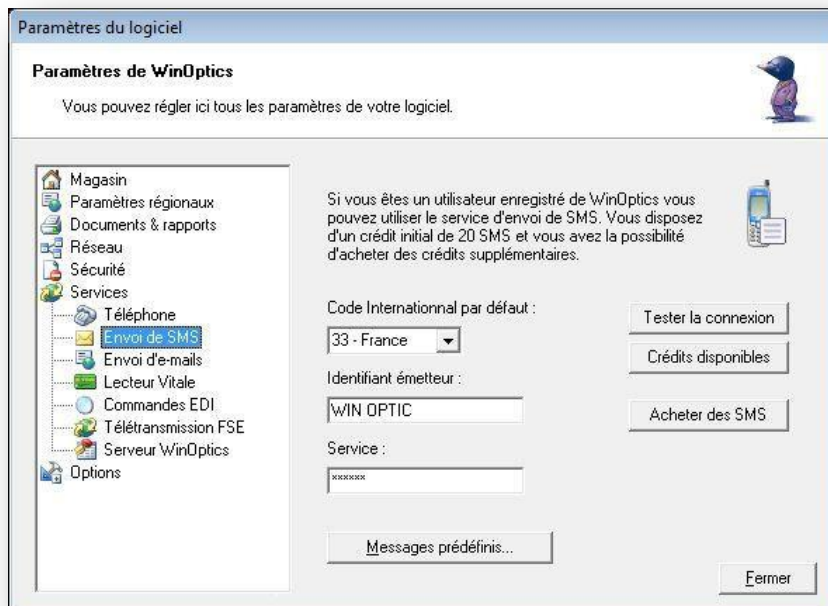 Paramètres du logiciel
Paramètres de WinOptics
Vous pouvez régler ici tous les paramètres de votre logiciel.
Magasin
Paramètres régionaux
Documents & rapports
Réseau
Sécurité
Services
Téléphone
Envoi de SMS
Envoi d'e-mails
Lecteur Vitale
Commandes EDI
Télétransmission FSE
Serveur WinOptics
Options
Si vous êtes un utilisateur enregistré de WinOptics vous
pouvez utiliser le service d'envoi de SMS. Vous disposez
d'un crédit initial de 20 SMS et vous avez la possibilité
d'acheter des crédits supplémentaires.
Code Internationnal par défaut :
33 - France
Identifiant émetteur :
WIN OPTIC
Service :
******
Messages prédéfinis...
Tester la connexion
Crédits disponibles
Acheter des SMS
Fermer